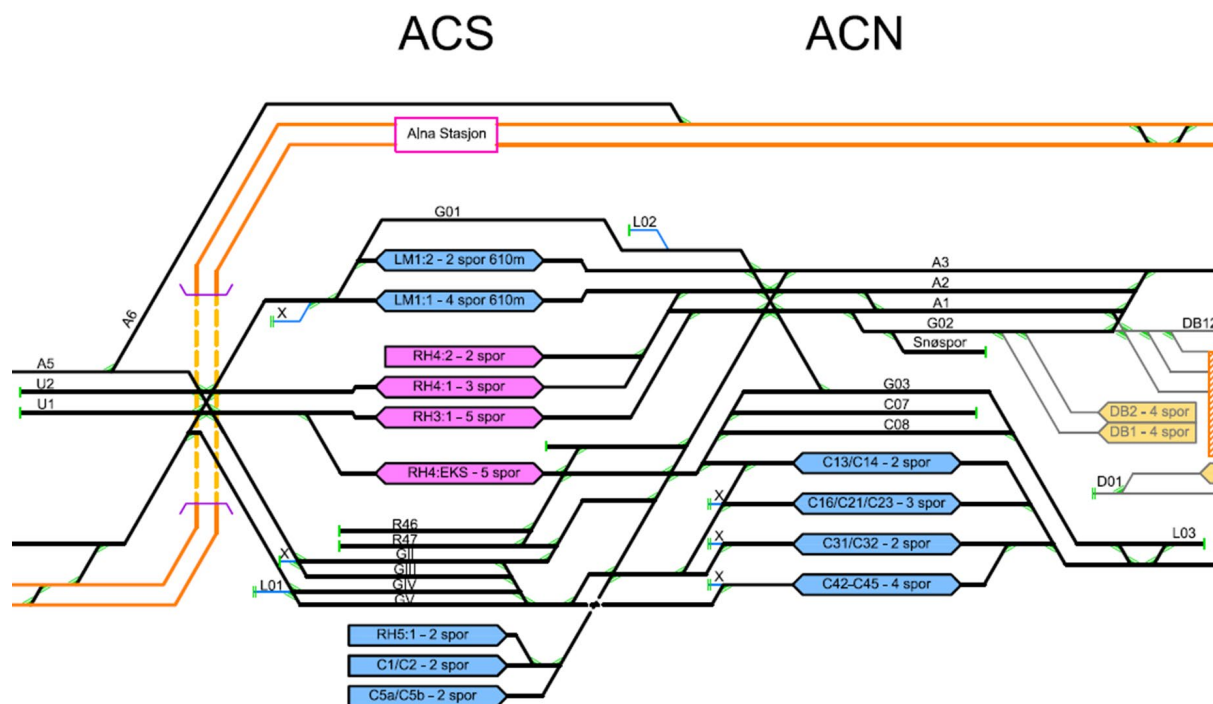 ACS
ACN
Alna Stasjon
A6
G01
L02
LM1:2 - 2 spor 610m
A3
LM1:1 - 4 spor 610m
A2
X
A1
G02
DB12
Snøspor
RH4:2 - 2 spor
A5
RH4:1 - 3 spor
U2
G03
U1
RH3:1 - 5 spor
C07
DB2 - 4 spor
C08
DB1 - 4 spor
RH4:EKS - 5 spor
C13/C14 - 2 spor
D01
X
C16/C21/C23 - 3 spor
R46
R47
X
C31/C32 - 2 spor
L03
X
GII
GIII
L01
GIV
X
C42-C45 - 4 spor
GV
RH5:1 - 2 spor
C1/C2 - 2 spor
C5a/C5b - 2 spor